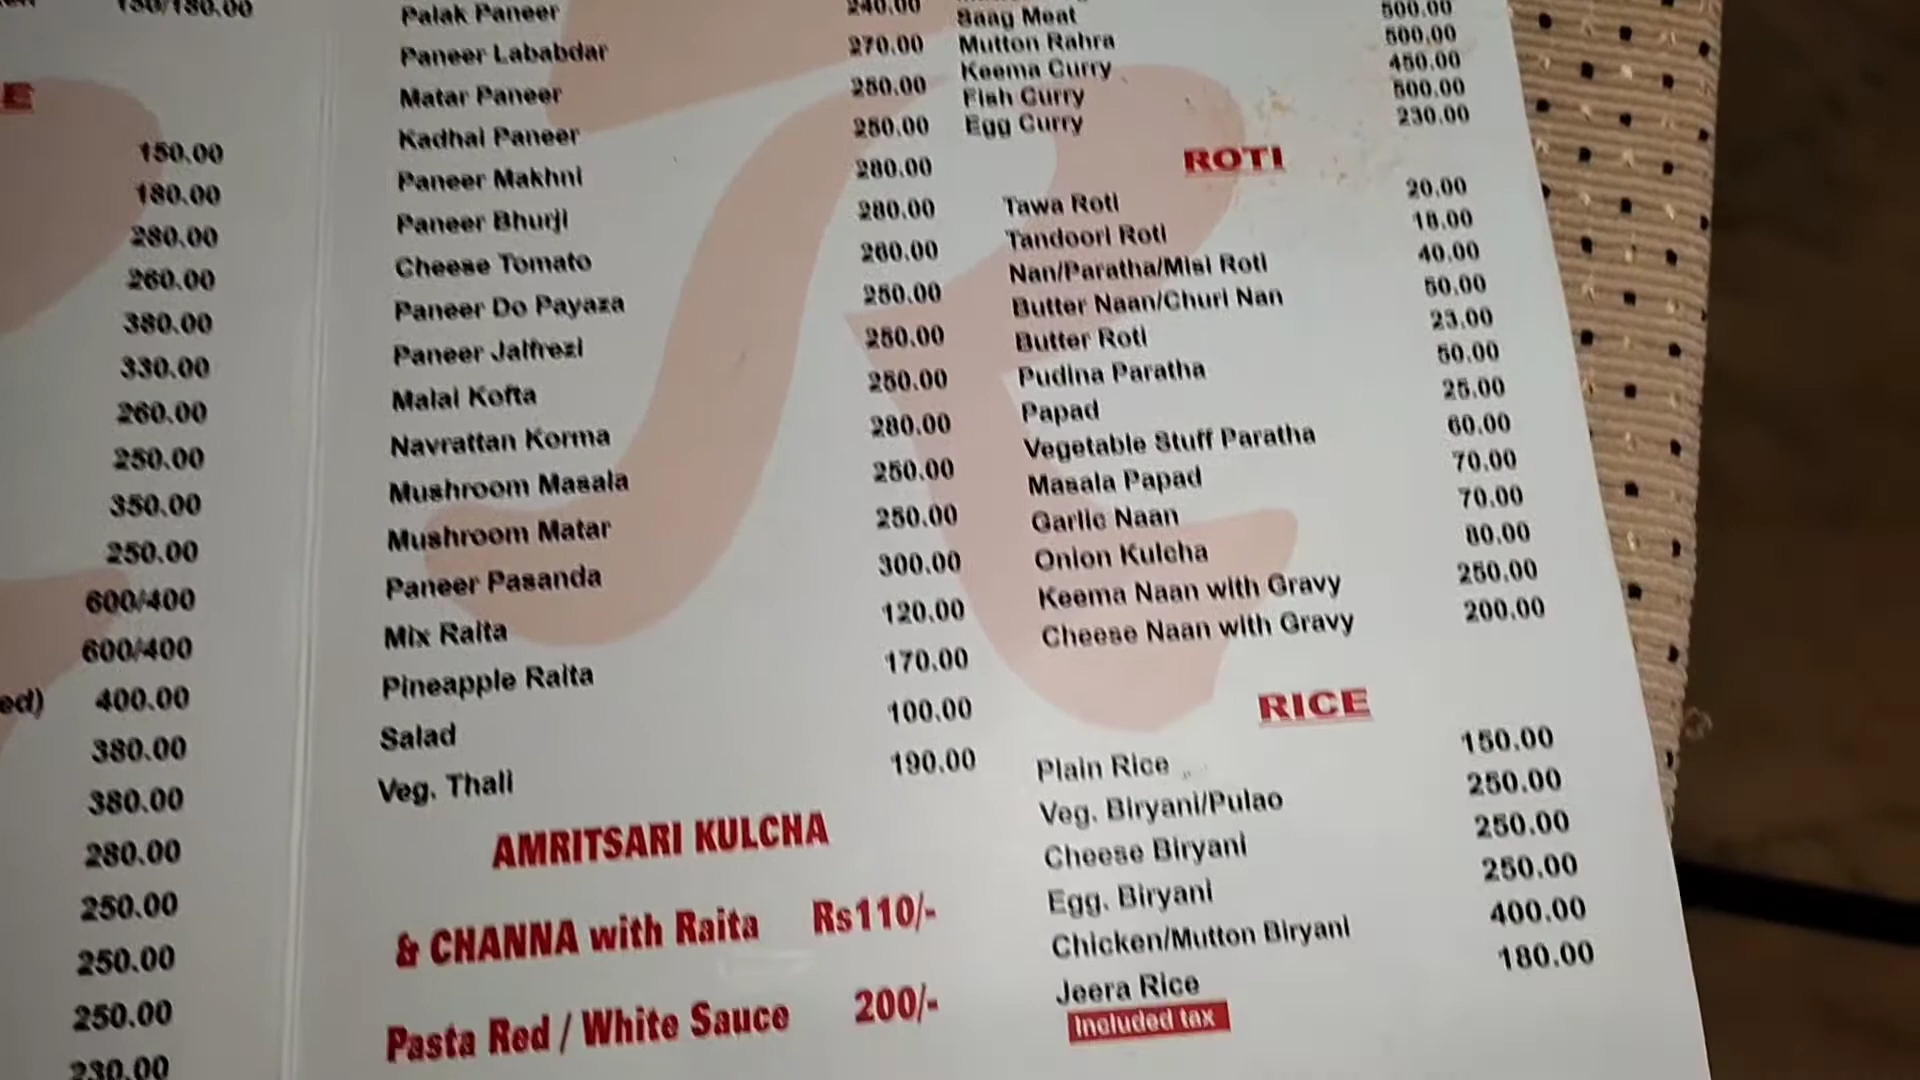 150/180.00
E
150.00
180.00
280.00
260.00
380.00
330.00
260.00
250.00
350.00
250.00
600/400
600/400
ed) 400.00
380.00
380.00
280.00
250.00
250.00
250.00
230.00
Palak Paneer 240.00
Paneer Lababdar 270.00
Matar Paneer 250.00
Kadhai Paneer 250.00
Paneer Makhni 280.00
Paneer Bhurji 280.00
Cheese Tomato 260.00
Paneer Do Payaza 250.00
Paneer Jalfrezi 250.00
Malai Kofta 250.00
Navrattan Korma 280.00
Mushroom Masala 250.00
Mushroom Matar 250.00
Paneer Pasanda 300.00
Mix Raita 120.00
Pineapple Raita 170.00
Salad 100.00
Veg. Thali 190.00
AMRITSARI KULCHA
& CHANNA with Raita Rs110/-
Pasta Red / White Sauce 200/-
Saag Meat 500.00
Mutton Rahra 500.00
Keema Curry 450.00
Fish Curry 500.00
Egg Curry 230.00
ROTI
Tawa Roti 20.00
Tandoori Roti 18.00
Nan/Paratha/Misi Roti 40.00
Butter Naan/Churi Nan 50.00
Butter Roti 23.00
Pudina Paratha 50.00
Papad 25.00
Vegetable Stuff Paratha 60.00
Masala Papad 70.00
Garlic Naan 70.00
Onion Kulcha 80.00
Keema Naan with Gravy 250.00
Cheese Naan with Gravy 200.00
RICE
Plain Rice 150.00
Veg. Biryani/Pulao 250.00
Cheese Biryani 250.00
Egg. Biryani 250.00
Chicken/Mutton Biryani 400.00
Jeera Rice 180.00
Included tax